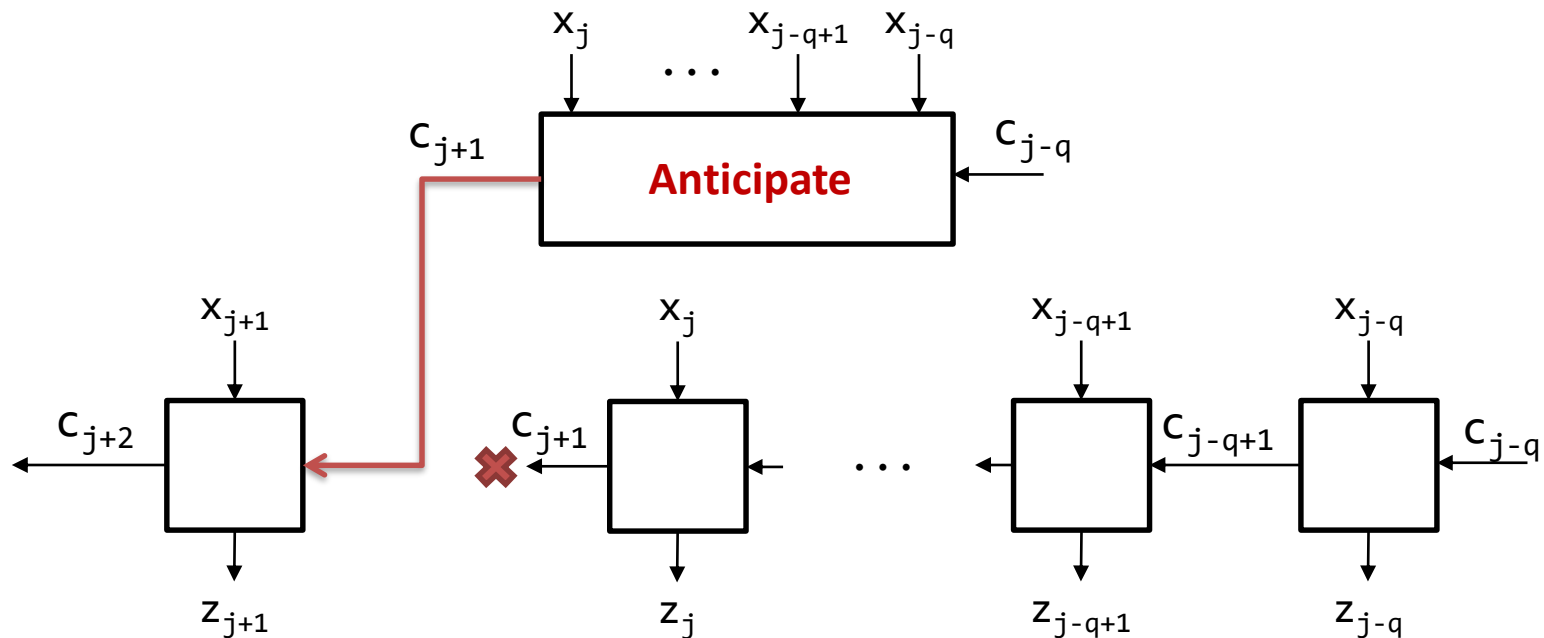 x_j ... x_{j-q+1} x_{j-q}
c_{j+1} Anticipate c_{j-q}
x_{j+1} x_j x_{j-q+1} x_{j-q}
c_{j+2} c_{j+1} ... c_{j-q+1} c_{j-q}
z_{j+1} z_j z_{j-q+1} z_{j-q}